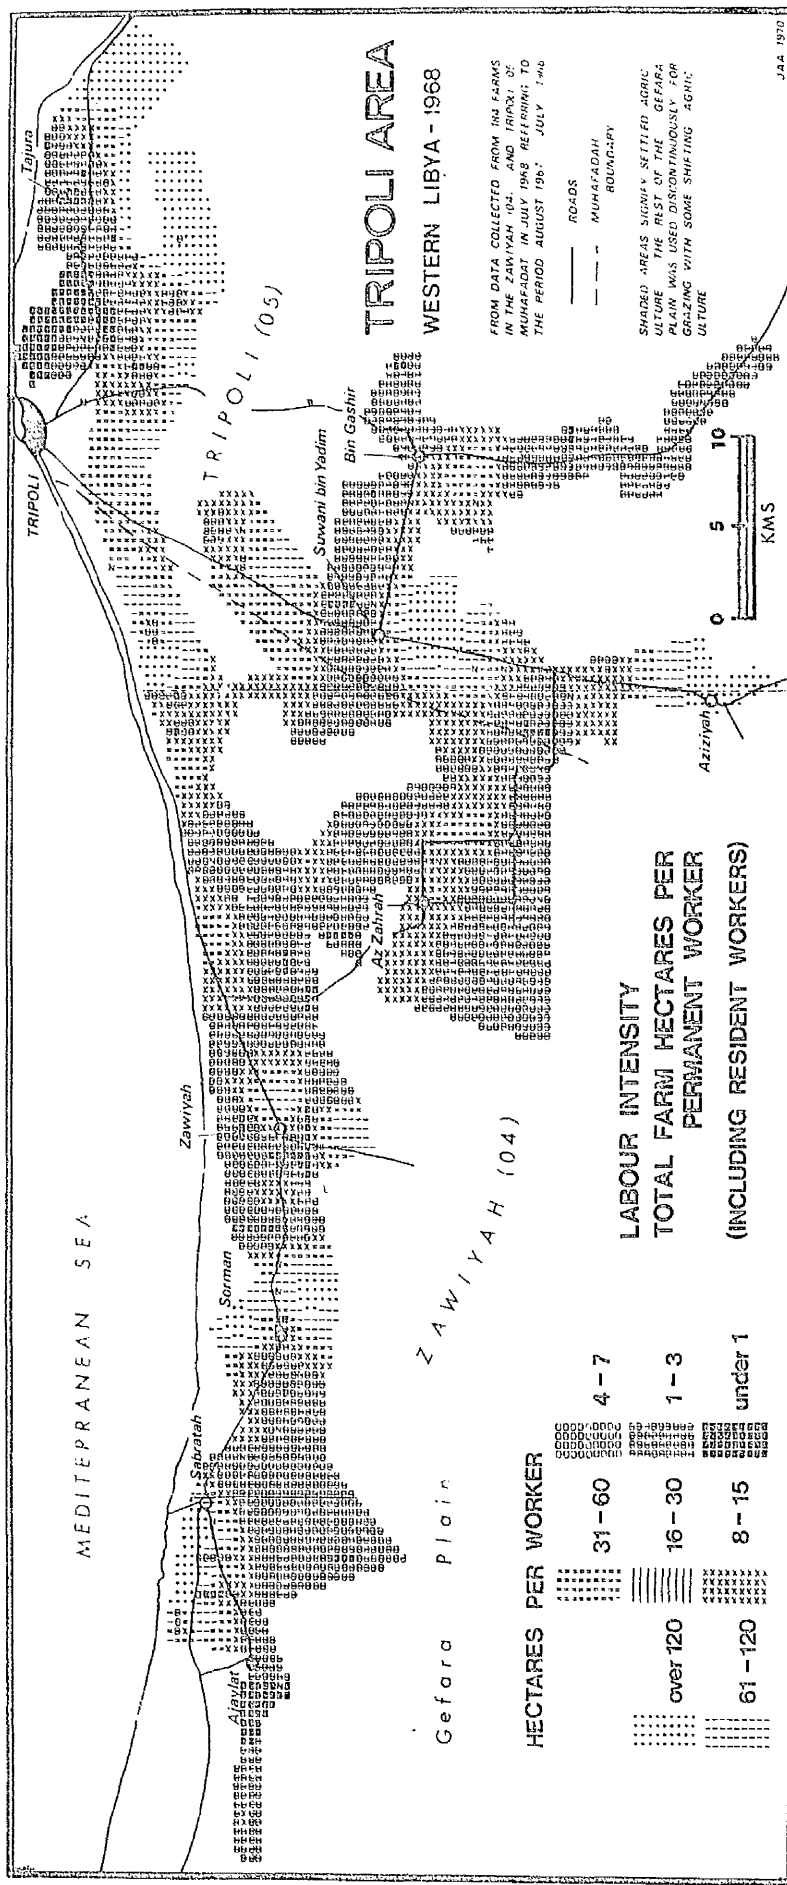 TRIPOLI AREA
WESTERN LIBYA – 1968
FROM DATA COLLECTED FROM 184 FARMS
IN THE ZAWIYAH (04) AND TRIPOLI 05
MUHAFADAT IN JULY 1968 REFERRING TO
THE PERIOD AUGUST 1967 JULY
ROADS
MUHAFADAH
BOUNDARY
SHADED AREAS SIGNIFY SETTLED AGRIC
ULTURE THE REST OF THE GEFARA
PLAIN WAS USED DISCONTINUOUSLY FOR
GRAZING WITH SOME SHIFTING AGRIC
ULTURE
JAA 1970
MEDITEPRANEAN SEA
TRIPOLI
Tajura
TRIPOLI (05)
Bin Gashir
Suwani bin Yadim
Zawiyah
Sorman
Sabratah
Ajaylat
Az Zahrah
Aziziyah
ZAWIYAH (04)
Gefara Plain
0 5 10
KMS
LABOUR INTENSITY
TOTAL FARM HECTARES PER
PERMANENT WORKER
(INCLUDING RESIDENT WORKERS)
HECTARES PER WORKER
31–60 4–7
over 120 16–30 1–3
61–120 8–15 under 1